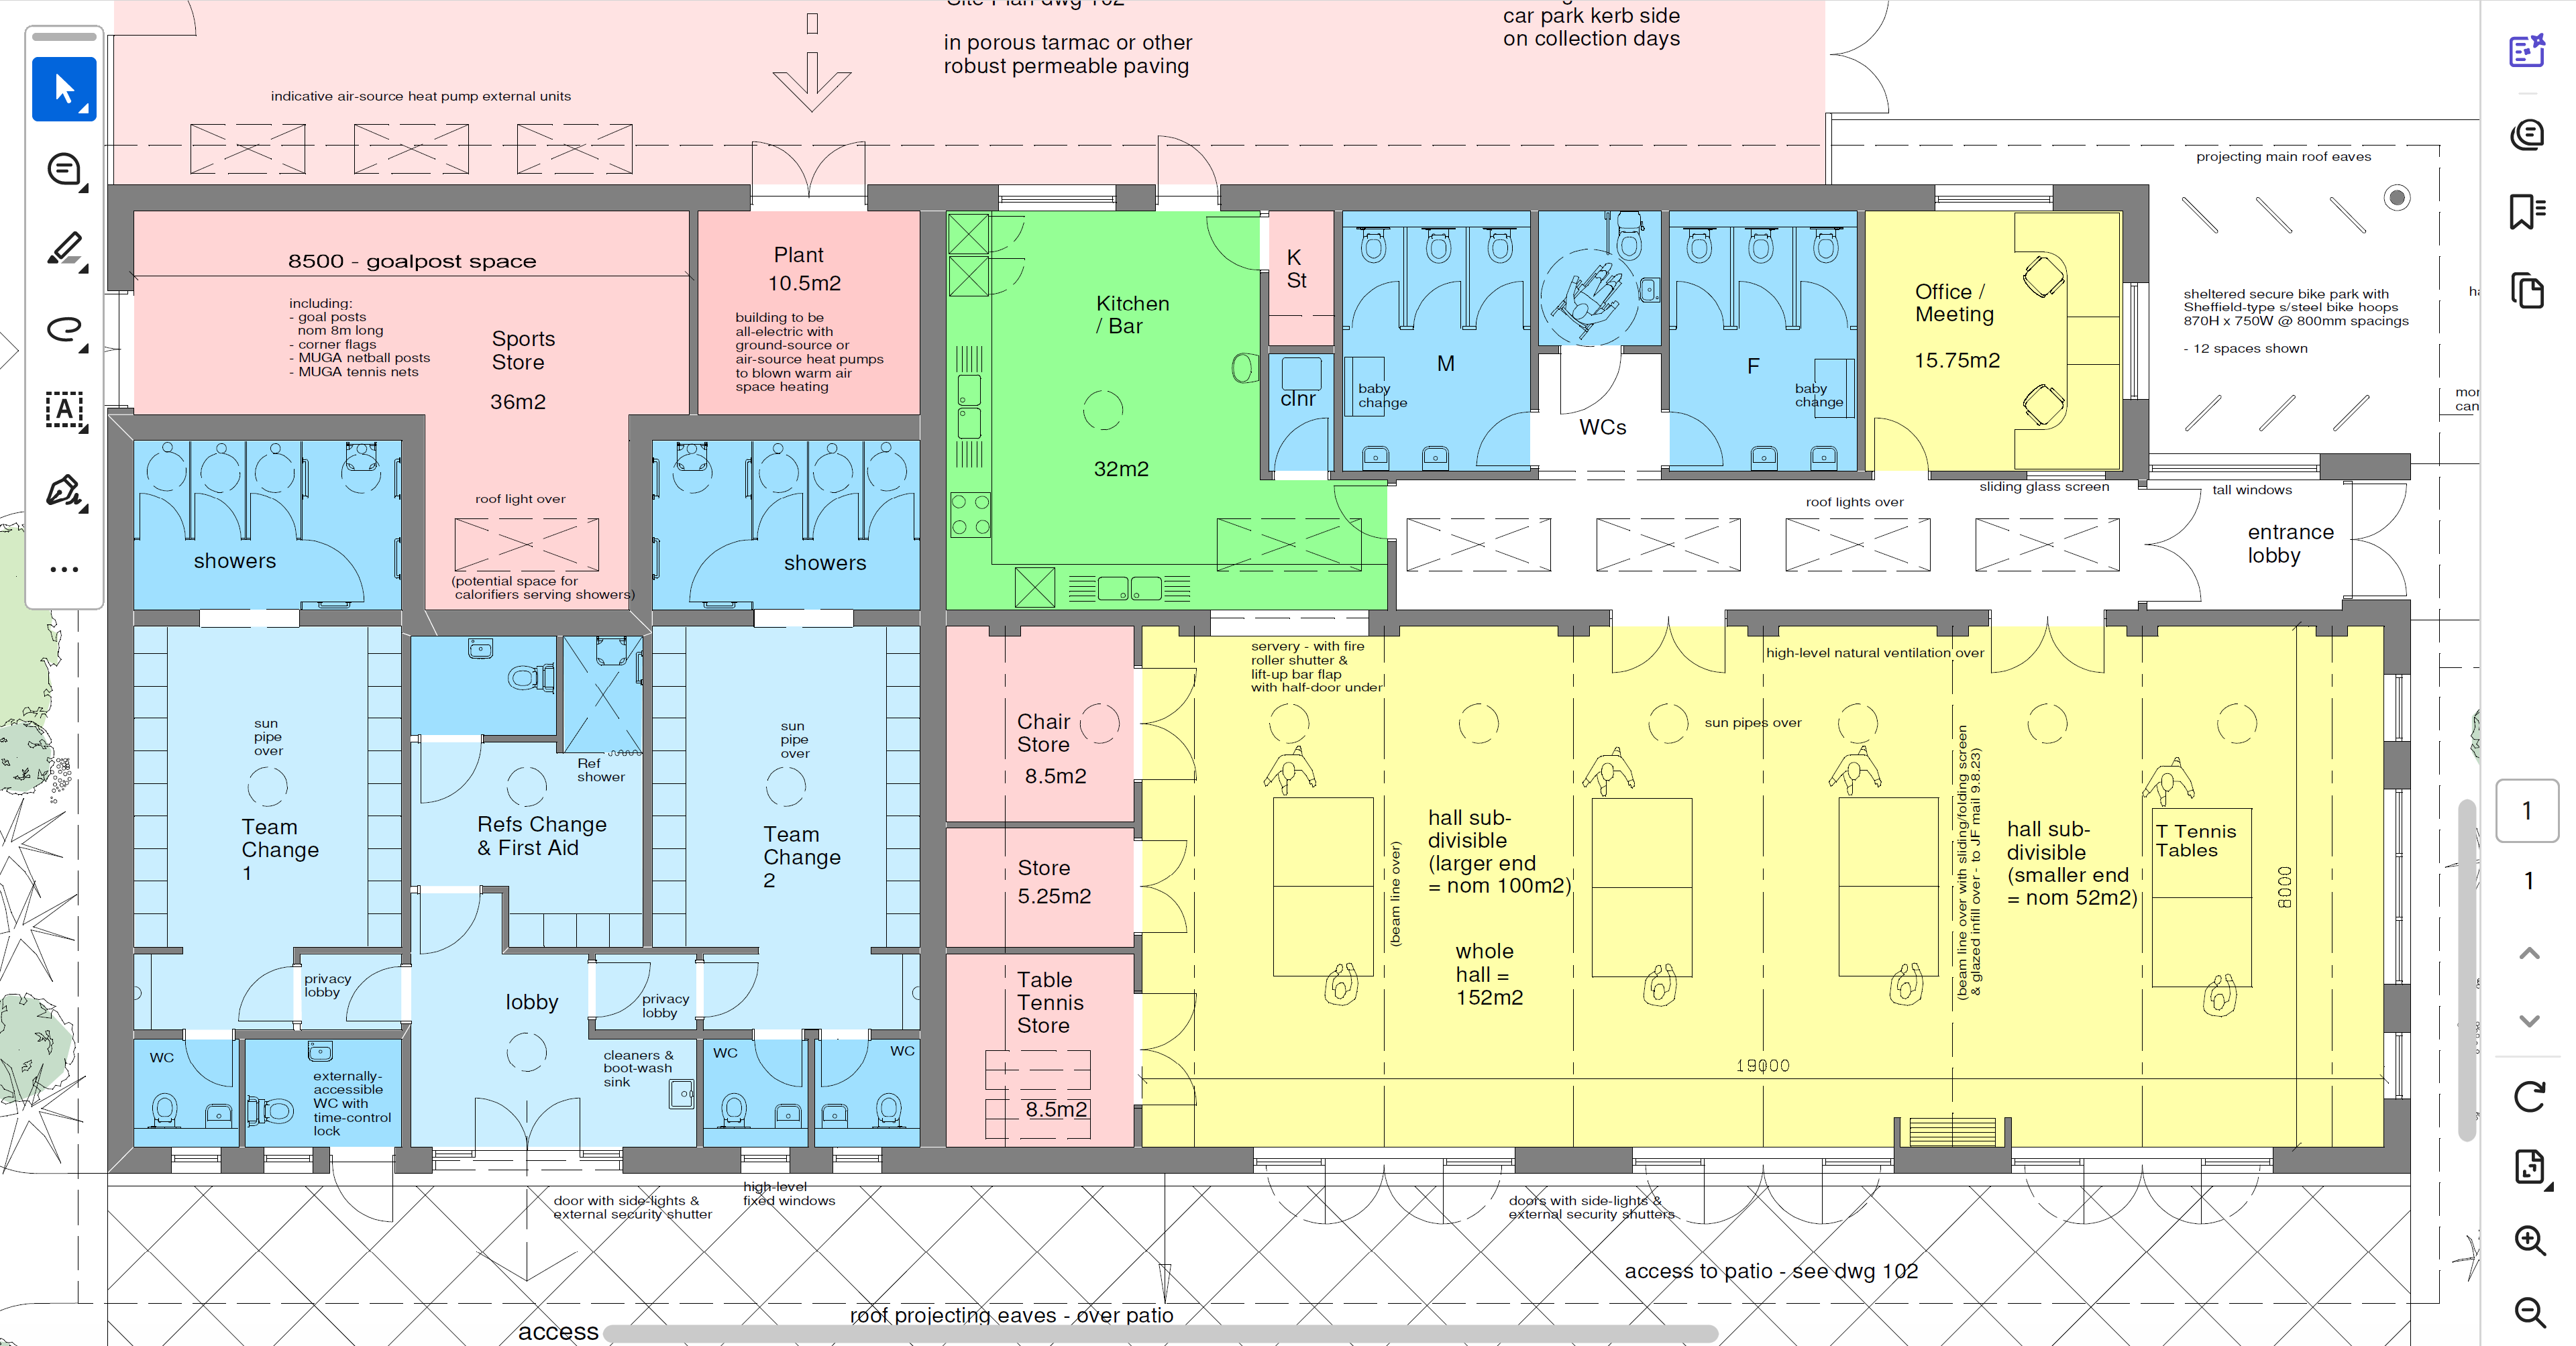 Site Plan dwg 102
in porous tarmac or other
robust permeable paving
car park kerb side
on collection days
indicative air-source heat pump external units
projecting main roof eaves
8500 - goalpost space
including:
- goal posts
nom 8m long
- corner flags
- MUGA netball posts
- MUGA tennis nets
Sports
Store
36m2
Plant
10.5m2
building to be
all-electric with
ground-source or
air-source heat pumps
to blown warm air
space heating
Kitchen
/ Bar
32m2
K
St
clnr
M
baby
change
WCs
F
baby
change
Office /
Meeting
15.75m2
sheltered secure bike park with
Sheffield-type s/steel bike hoops
870H x 750W @ 800mm spacings
- 12 spaces shown
showers
roof light over
(potential space for
calorifiers serving showers)
showers
roof lights over
sliding glass screen
tall windows
entrance
lobby
servery - with fire
roller shutter &
lift-up bar flap
with half-door under
high-level natural ventilation over
sun
pipe
over
Team
Change
1
Ref
shower
Refs Change
& First Aid
sun
pipe
over
Team
Change
2
Chair
Store
8.5m2
Store
5.25m2
Table
Tennis
Store
8.5m2
sun pipes over
(beam line over)
hall sub-
divisible
(larger end
= nom 100m2)
whole
hall =
152m2
(beam line over with sliding/folding screen
& glazed infill over - to JF mail 9.8.23)
hall sub-
divisible
(smaller end
= nom 52m2)
T Tennis
Tables
8000
19000
privacy
lobby
lobby
privacy
lobby
WC
externally-
accessible
WC with
time-control
lock
cleaners &
boot-wash
sink
WC
WC
door with side-lights &
external security shutter
high-level
fixed windows
doors with side-lights &
external security shutters
access to patio - see dwg 102
roof projecting eaves - over patio
access
A
1
1